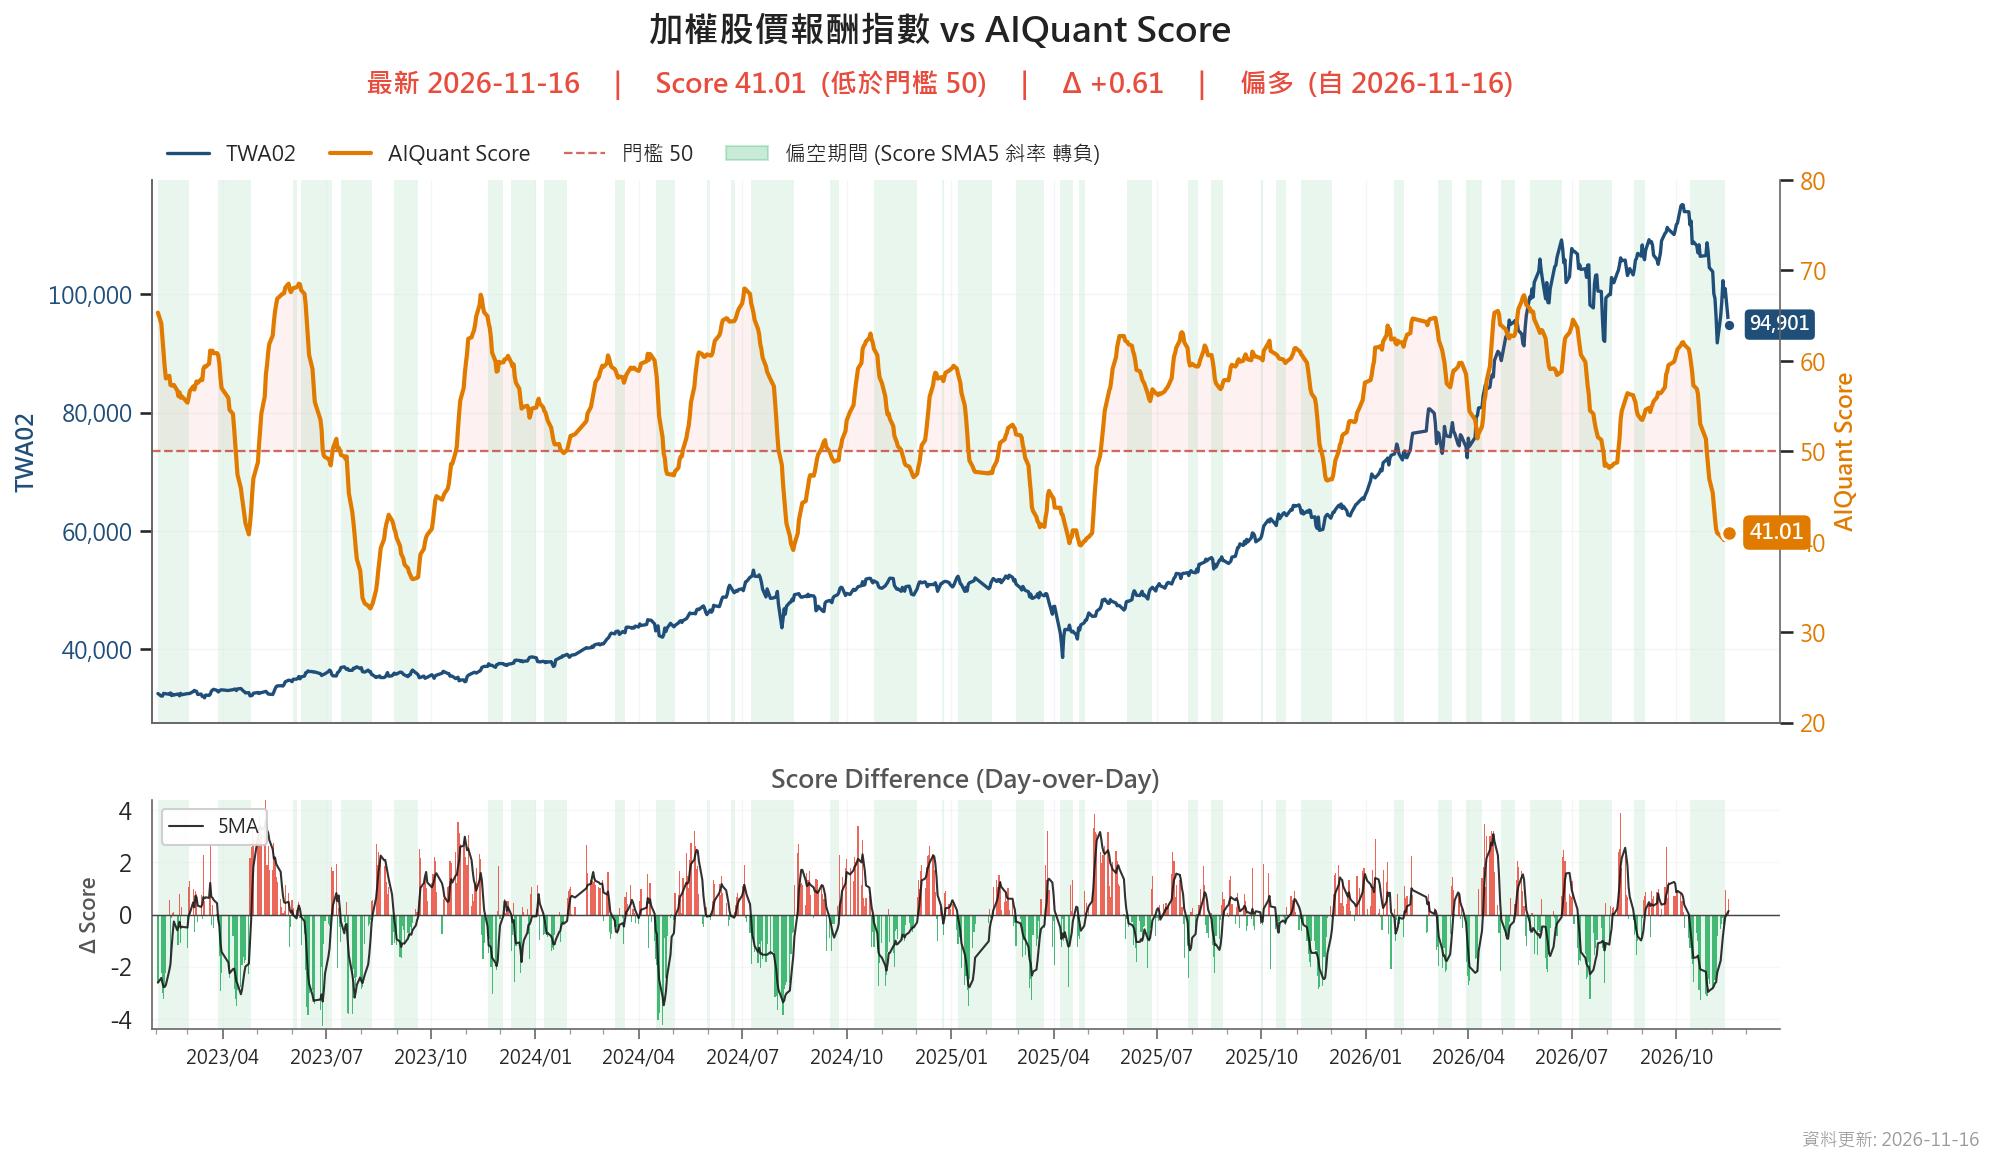 加權股價報酬指數 vs AIQuant Score
最新 2026-11-16 | Score 41.01 (低於門檻 50) | Δ +0.61 | 偏多 (自 2026-11-16)
TWA02 AIQuant Score 門檻 50 偏空期間 (Score SMA5 斜率 轉負)
TWA02
100,000
80,000
60,000
40,000
80
70
60
50
40
30
20
AIQuant Score
94,901
41.01
Score Difference (Day-over-Day)
5MA
Δ Score
4
2
0
-2
-4
2023/04 2023/07 2023/10 2024/01 2024/04 2024/07 2024/10 2025/01 2025/04 2025/07 2025/10 2026/01 2026/04 2026/07 2026/10
資料更新: 2026-11-16